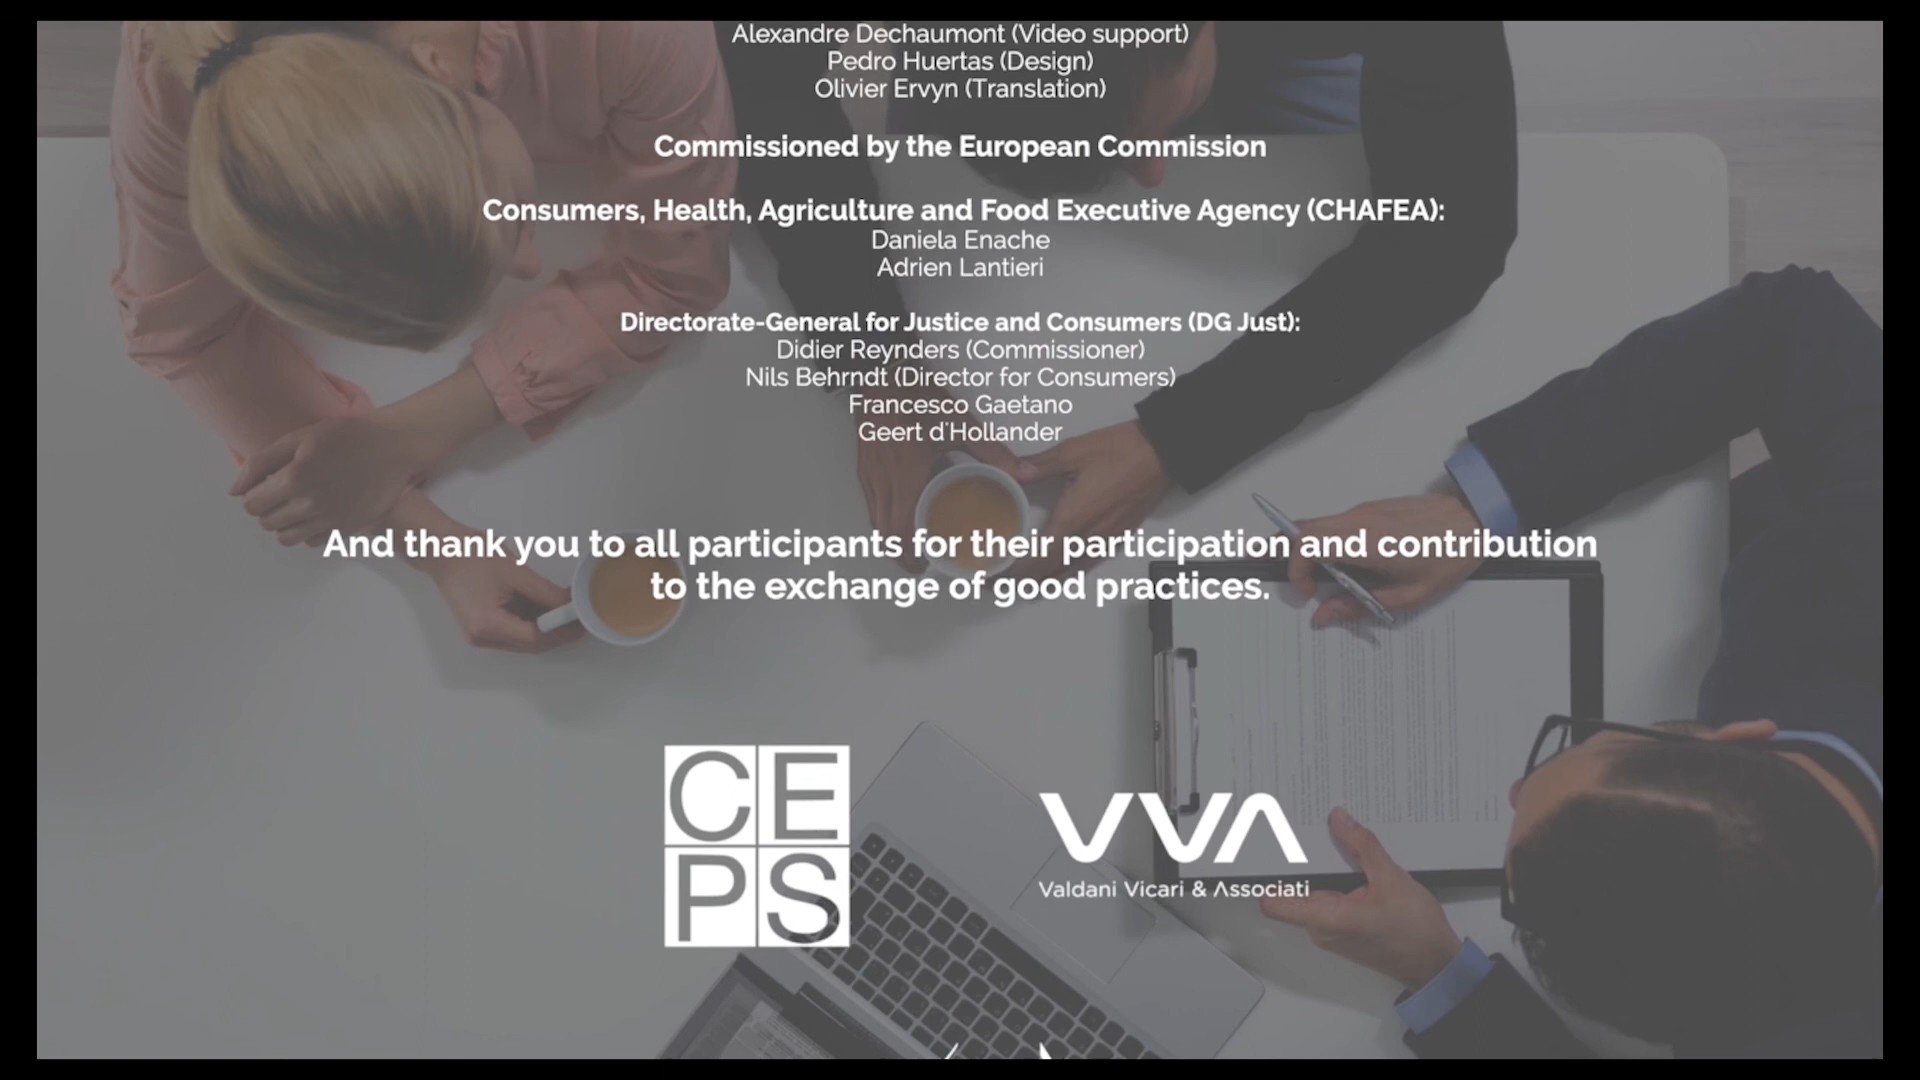 Alexandre Dechaumont (Video support)
Pedro Huertas (Design)
Olivier Ervyn (Translation)
Commissioned by the European Commission
Consumers, Health, Agriculture and Food Executive Agency (CHAFEA):
Daniela Enache
Adrien Lantieri
Directorate-General for Justice and Consumers (DG Just):
Didier Reynders (Commissioner)
Nils Behrndt (Director for Consumers)
Francesco Gaetano
Geert d'Hollander
And thank you to all participants for their participation and contribution
to the exchange of good practices.
CE
PS
VVA
Valdani Vicari & Associati